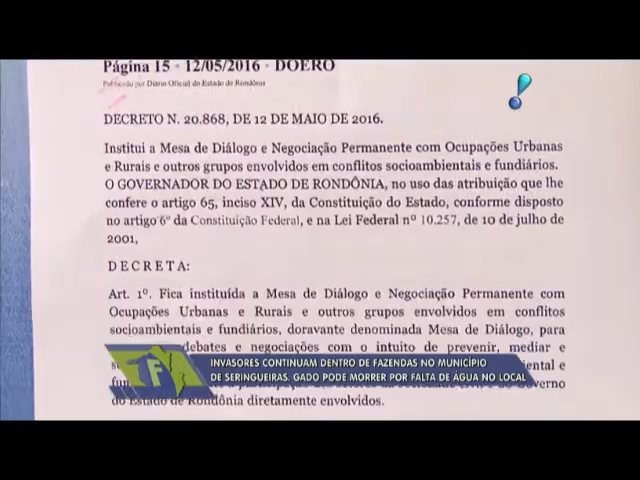 Página 15 - 12/05/2016 - DOERO
Publicado por Diário Oficial do Estado de Rondônia
DECRETO N. 20.868, DE 12 DE MAIO DE 2016.
Institui a Mesa de Diálogo e Negociação Permanente com Ocupações Urbanas
e Rurais e outros grupos envolvidos em conflitos socioambientais e fundiários.
O GOVERNADOR DO ESTADO DE RONDÔNIA, no uso das atribuição que lhe
confere o artigo 65, inciso XIV, da Constituição do Estado, conforme disposto
no artigo 6º da Constituição Federal, e na Lei Federal nº 10.257, de 10 de julho de
2001,
D E C R E T A:
Art. 1º. Fica instituída a Mesa de Diálogo e Negociação Permanente com
Ocupações Urbanas e Rurais e outros grupos envolvidos em conflitos
socioambientais e fundiários, doravante denominada Mesa de Diálogo, para
debates e negociações com o intuito de prevenir, mediar e
INVASORES CONTINUAM DENTRO DE FAZENDAS NO MUNICÍPIO
DE SERINGUEIRAS. GADO PODE MORRER POR FALTA DE ÁGUA NO LOCAL
do Estado de Rondônia diretamente envolvidos.